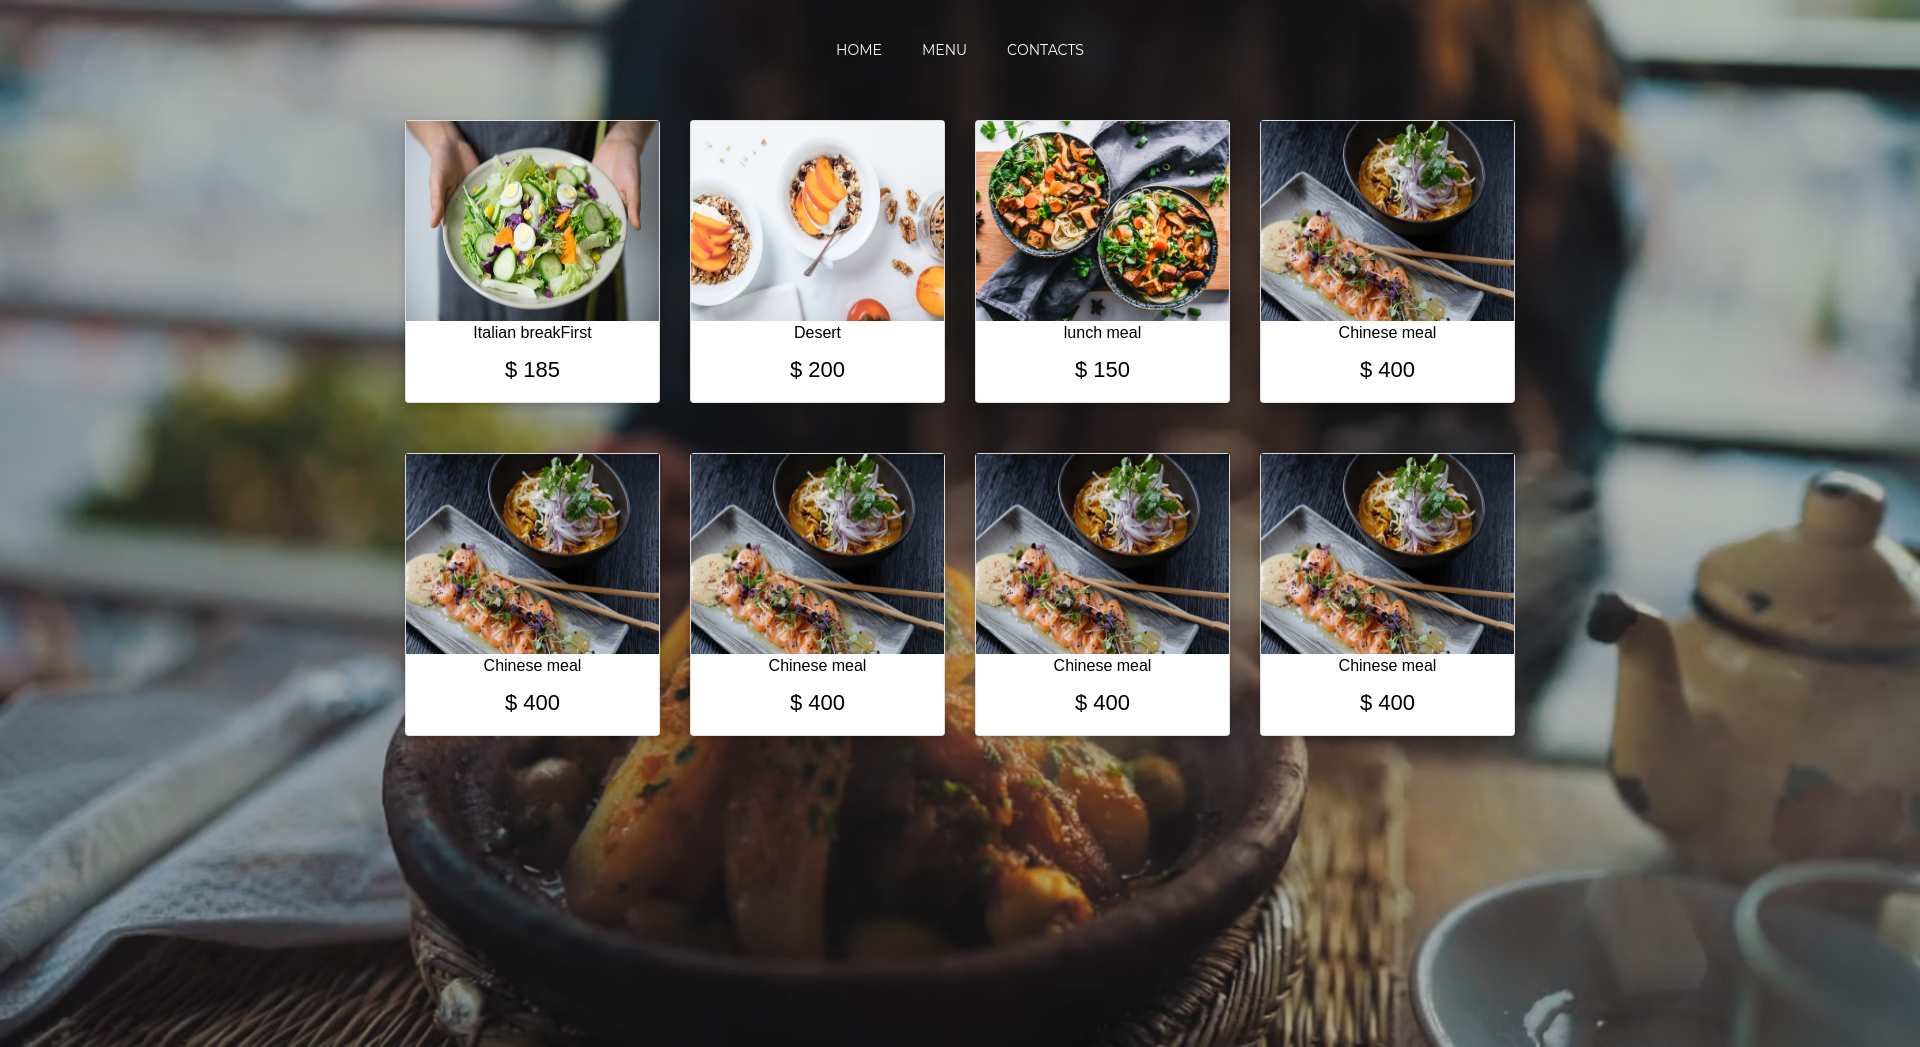 HOME MENU CONTACTS
Italian breakFirst
$ 185
Desert
$ 200
lunch meal
$ 150
Chinese meal
$ 400
Chinese meal
$ 400
Chinese meal
$ 400
Chinese meal
$ 400
Chinese meal
$ 400